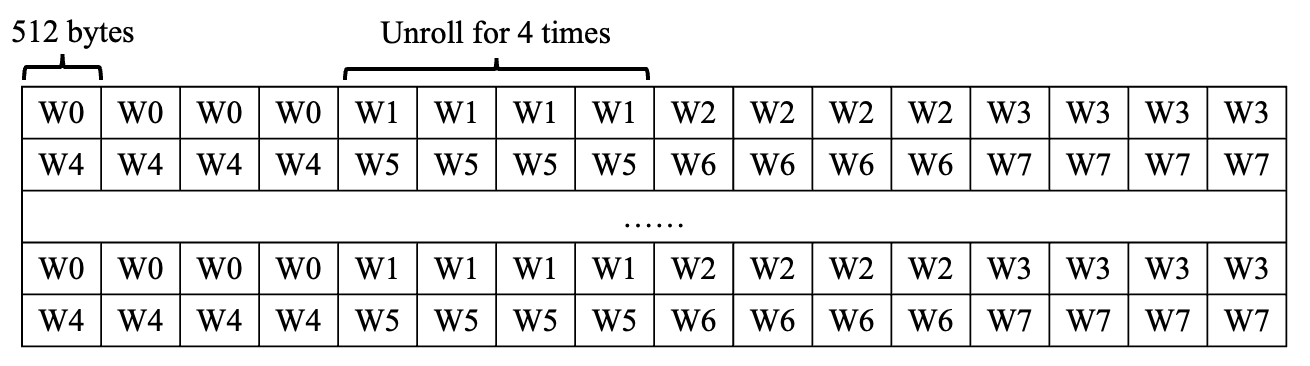 512 bytes Unroll for 4 times
W0 W0 W0 W0 W1 W1 W1 W1 W2 W2 W2 W2 W3 W3 W3 W3
W4 W4 W4 W4 W5 W5 W5 W5 W6 W6 W6 W6 W7 W7 W7 W7
......
W0 W0 W0 W0 W1 W1 W1 W1 W2 W2 W2 W2 W3 W3 W3 W3
W4 W4 W4 W4 W5 W5 W5 W5 W6 W6 W6 W6 W7 W7 W7 W7